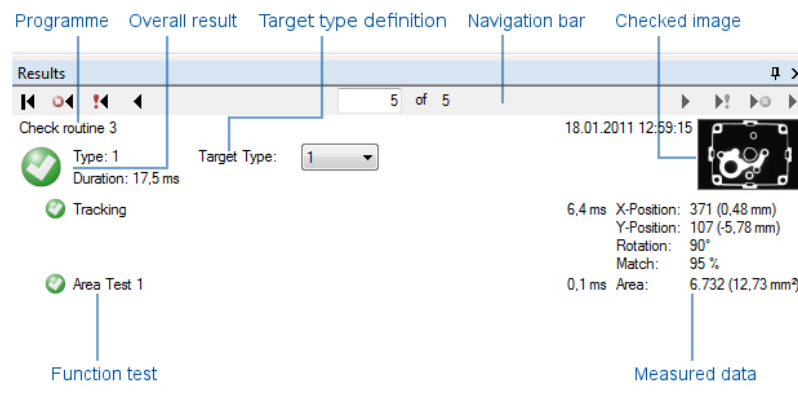 Programme Overall result Target type definition Navigation bar Checked image
Results
5 of 5
Check routine 3 18.01.2011 12:59:15
Type: 1 Target Type: 1
Duration: 17,5 ms
Tracking 6,4 ms X-Position: 371 (0,48 mm)
Y-Position: 107 (-5,78 mm)
Rotation: 90°
Match: 95 %
Area Test 1 0,1 ms Area: 6.732 (12,73 mm²)
Function test Measured data